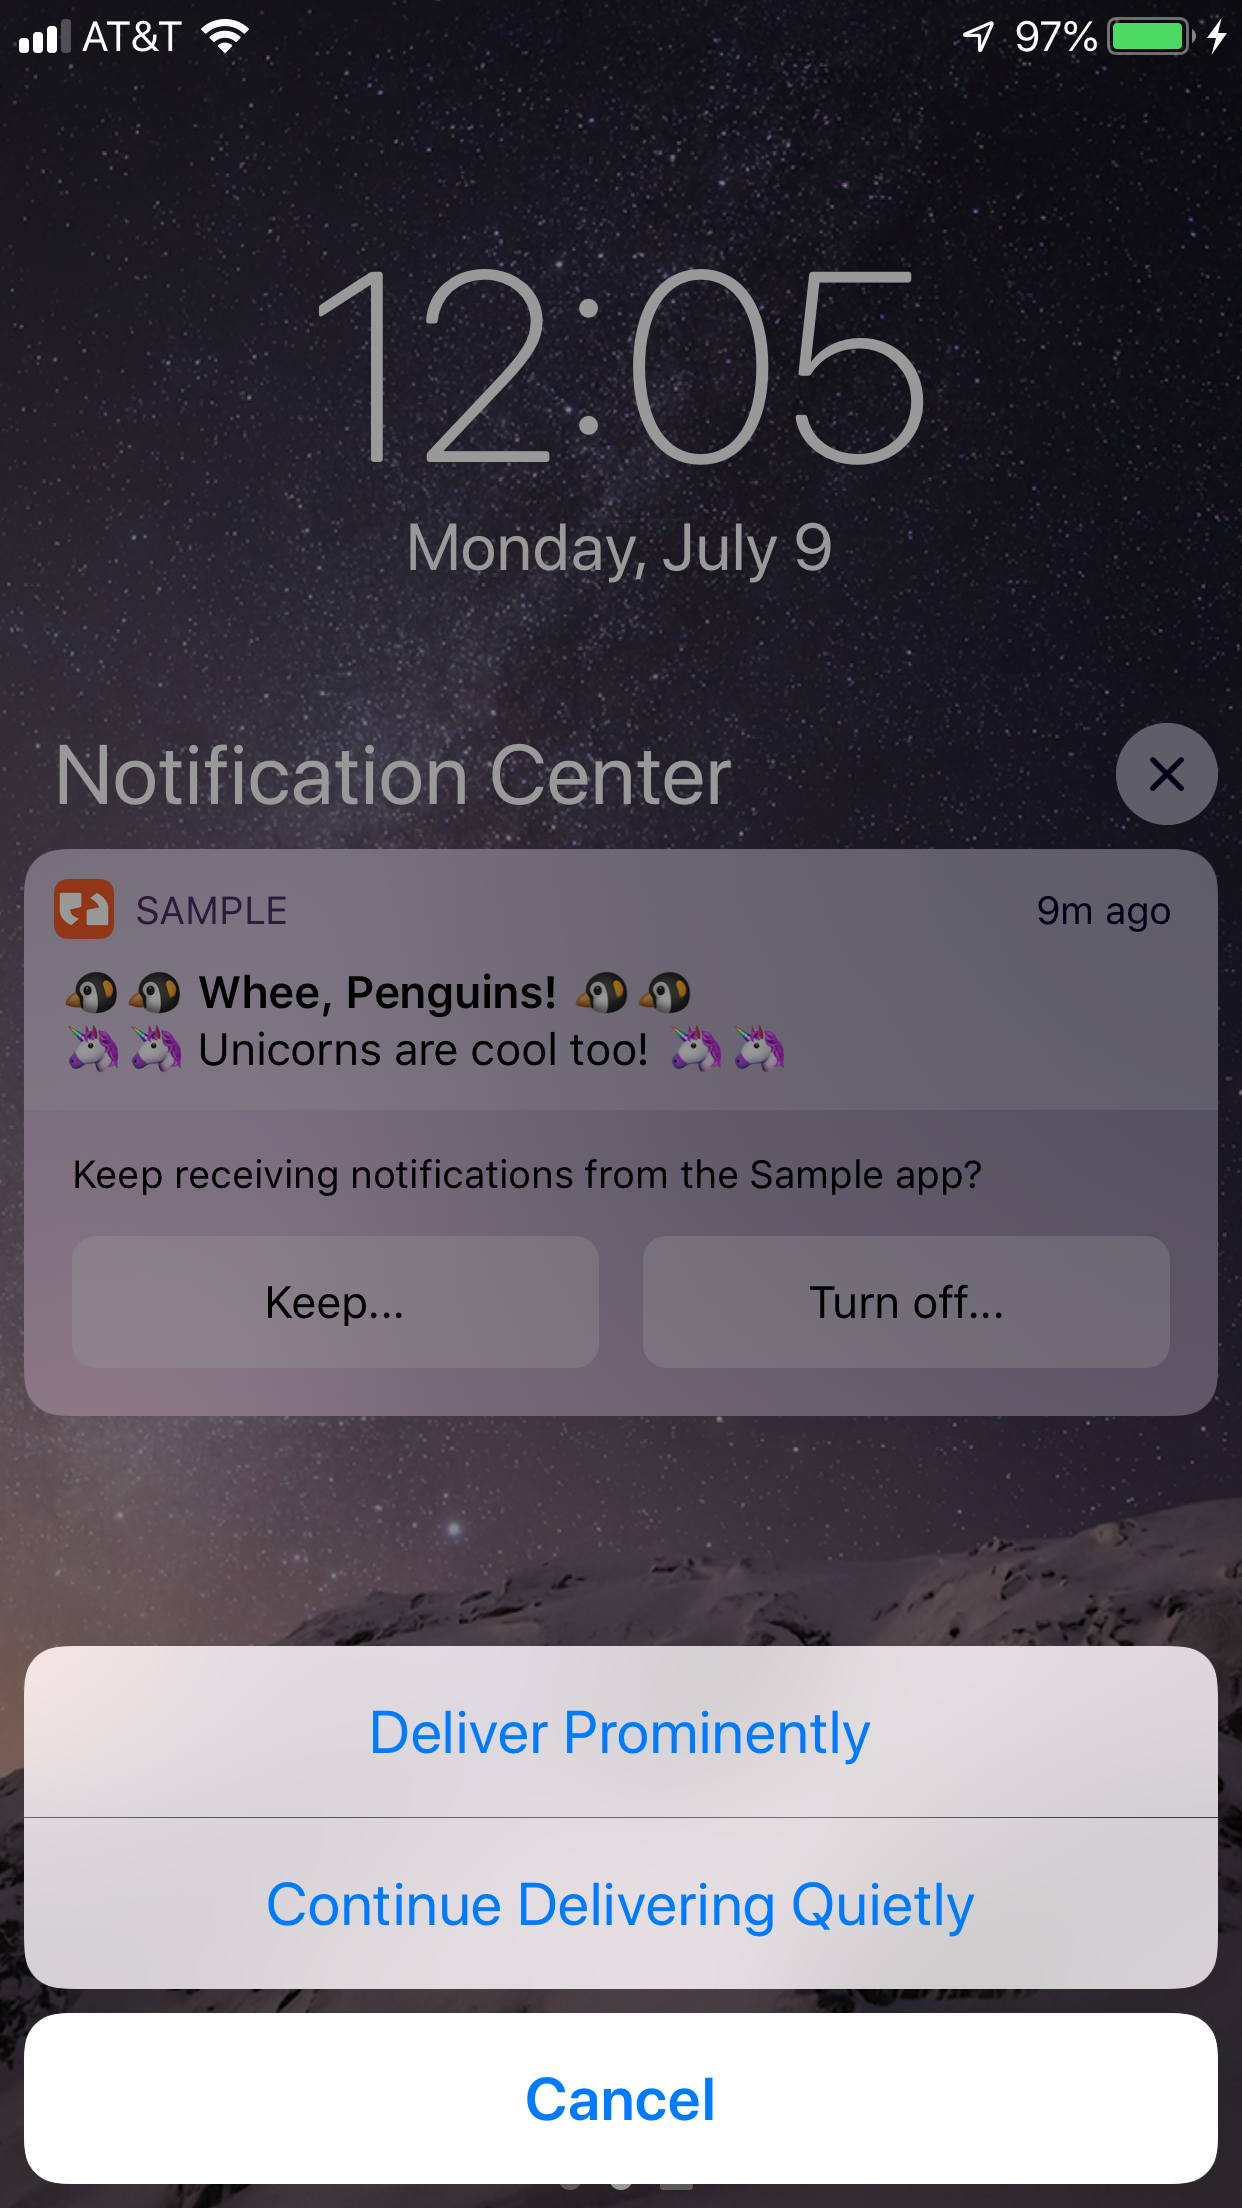 AT&T 97%
12:05
Monday, July 9
Notification Center
SAMPLE 9m ago
🐧🐧 Whee, Penguins! 🐧🐧
🦄🦄 Unicorns are cool too! 🦄🦄
Keep receiving notifications from the Sample app?
Keep... Turn off...
Deliver Prominently
Continue Delivering Quietly
Cancel